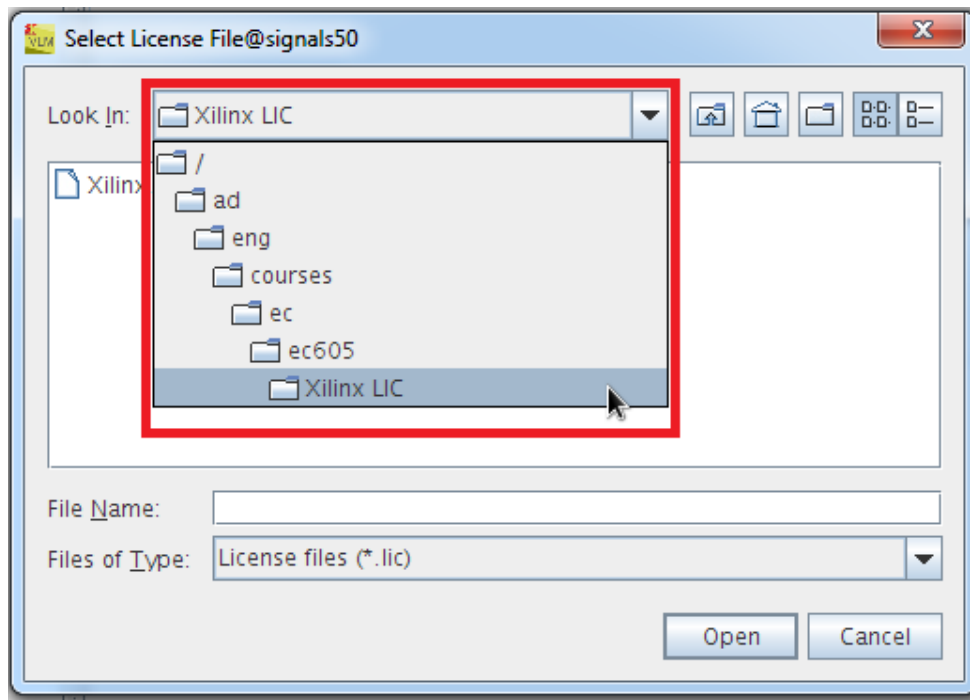 VLM Select License File@signals50
Look In: Xilinx LIC
/
Xilinx
ad
eng
courses
ec
ec605
Xilinx LIC
File Name:
Files of Type: License files (*.lic)
Open Cancel